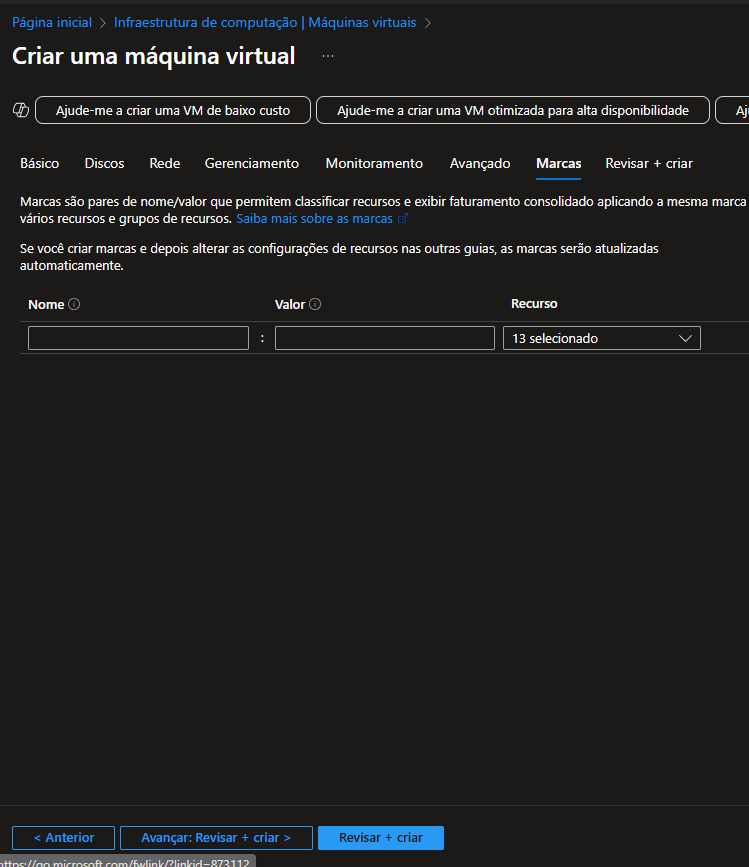 Página inicial > Infraestrutura de computação | Máquinas virtuais >
Criar uma máquina virtual ...
Ajude-me a criar uma VM de baixo custo Ajude-me a criar uma VM otimizada para alta disponibilidade
Básico Discos Rede Gerenciamento Monitoramento Avançado Marcas Revisar + criar
Marcas são pares de nome/valor que permitem classificar recursos e exibir faturamento consolidado aplicando a mesma marca
vários recursos e grupos de recursos. Saiba mais sobre as marcas
Se você criar marcas e depois alterar as configurações de recursos nas outras guias, as marcas serão atualizadas
automaticamente.
Nome Valor Recurso
: 13 selecionado
< Anterior Avançar: Revisar + criar > Revisar + criar
https://go.microsoft.com/fwlink/?linkid=873112